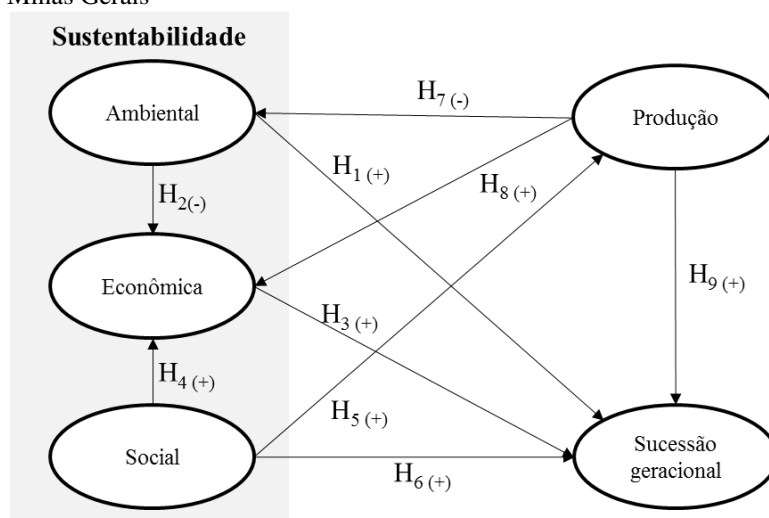 Minas Gerais
Sustentabilidade
Ambiental
H7 (-)
Produção
H1 (+)
H8 (+)
H2(-)
Econômica
H9 (+)
H3 (+)
H4 (+)
H5 (+)
Social
H6 (+)
Sucessão
geracional